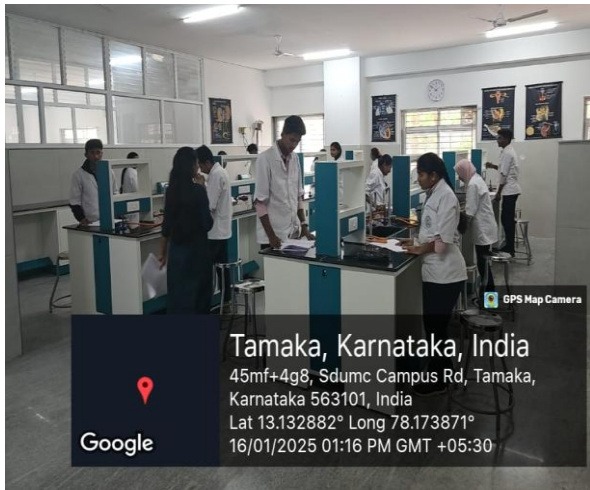 GPS Map Camera
Tamaka, Karnataka, India
45mf+4g8, Sdumc Campus Rd, Tamaka,
Karnataka 563101, India
Lat 13.132882° Long 78.173871°
16/01/2025 01:16 PM GMT +05:30
Google